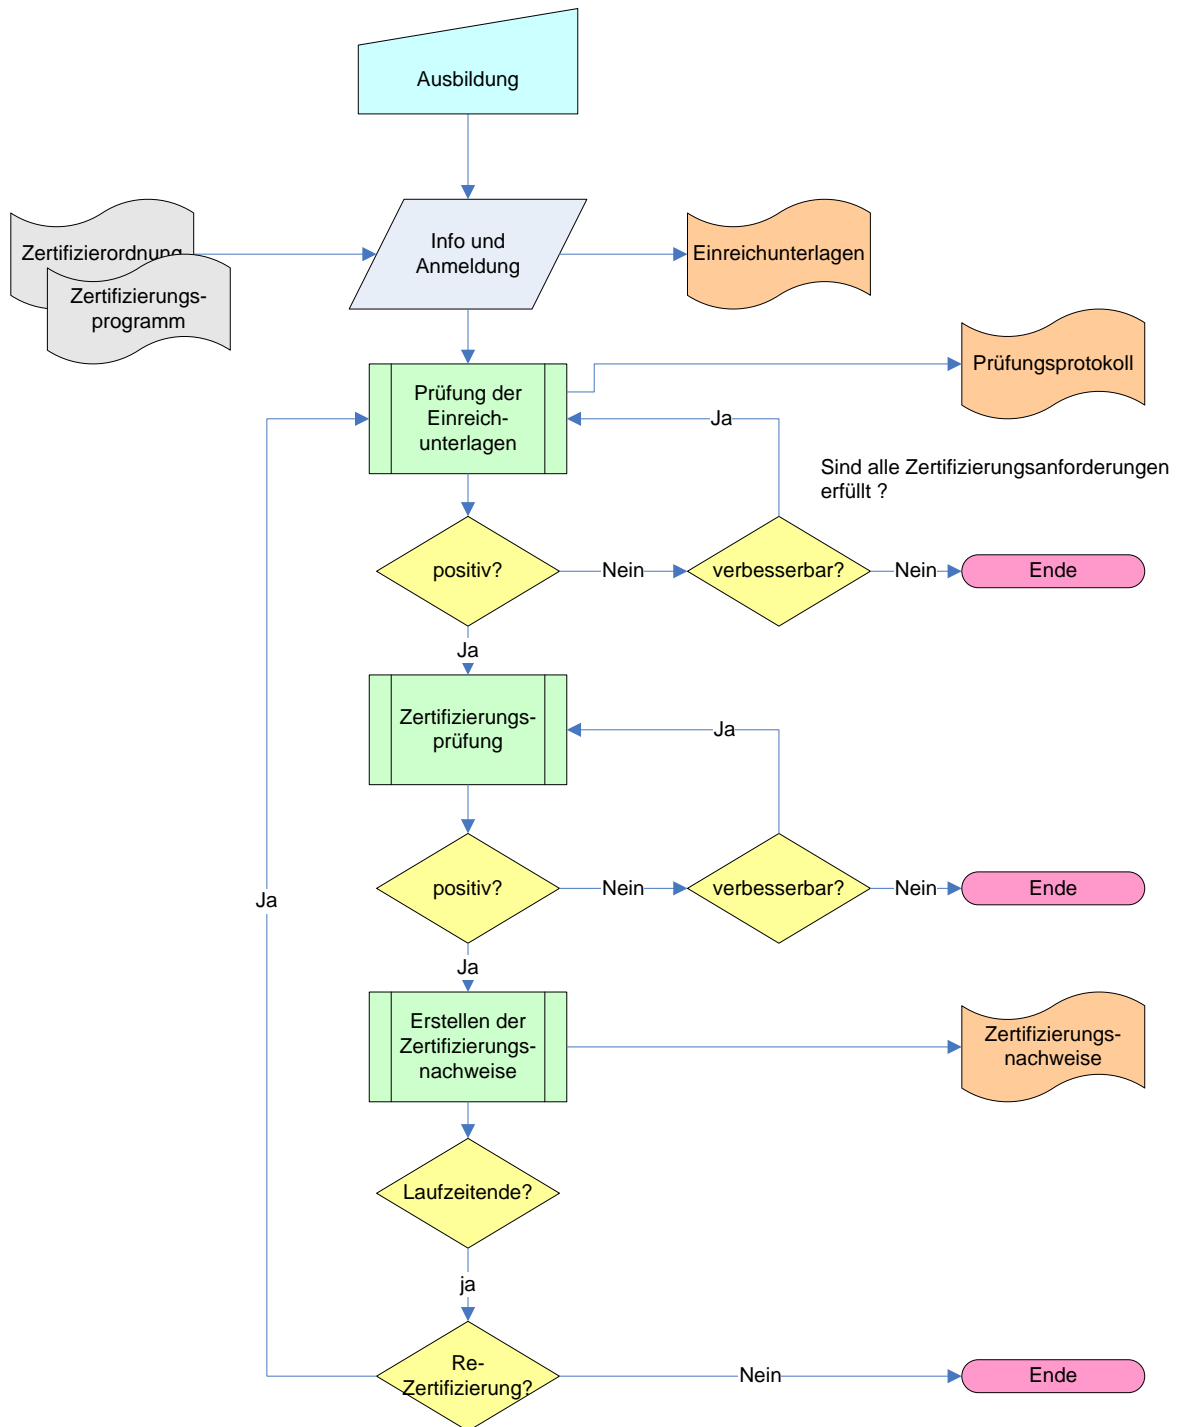 Ausbildung
Zertifizierordnung
Zertifizierungs-
programm
Info und
Anmeldung
Einreichunterlagen
Prüfungsprotokoll
Prüfung der
Einreich-
unterlagen
Ja
Sind alle Zertifizierungsanforderungen
erfüllt ?
positiv?
Nein
verbesserbar?
Nein
Ende
Ja
Zertifizierungs-
prüfung
Ja
positiv?
Nein
verbesserbar?
Nein
Ende
Ja
Ja
Erstellen der
Zertifizierungs-
nachweise
Zertifizierungs-
nachweise
Laufzeitende?
ja
Re-
Zertifizierung?
Nein
Ende